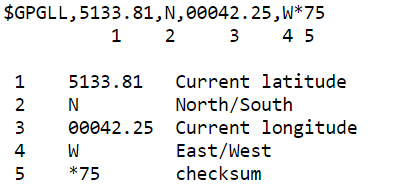 $GPGLL,5133.81,N,00042.25,W*75
1 2 3 4 5
1 5133.81 Current latitude
2 N North/South
3 00042.25 Current longitude
4 W East/West
5 *75 checksum